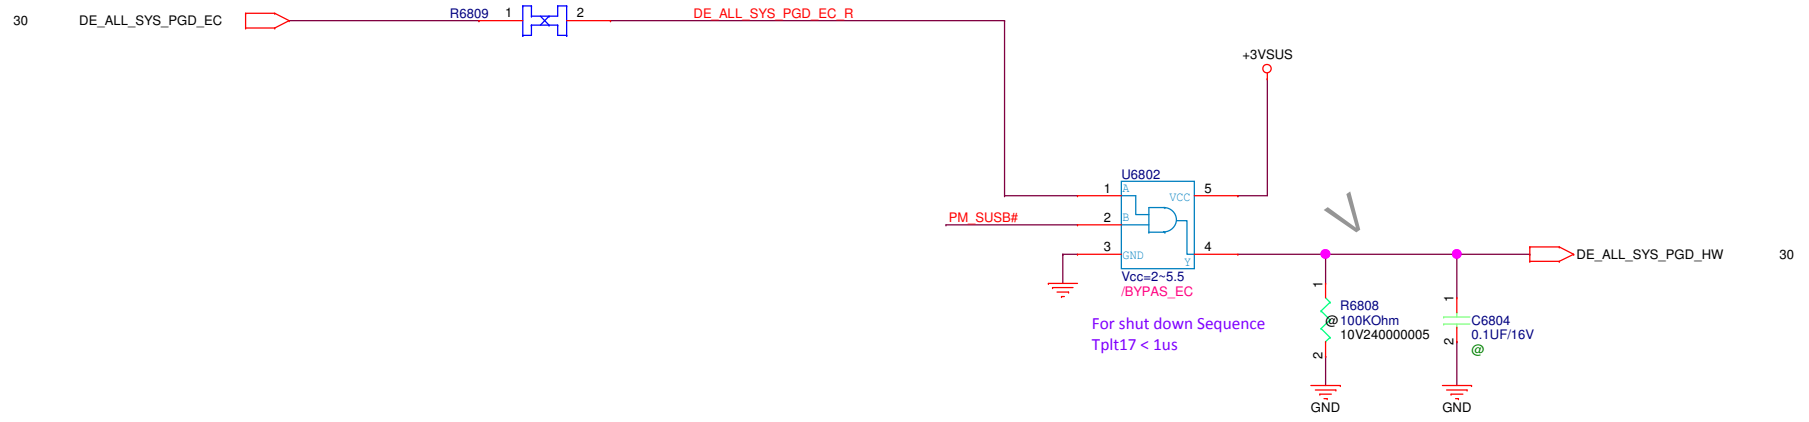 30 DE_ALL_SYS_PGD_EC R6809 1 2 DE_ALL_SYS_PGD_EC_R
+3VSUS
U6802
1 A VCC 5
PM_SUSB# 2 B
3 GND Y 4
DE_ALL_SYS_PGD_HW 30
Vcc=2~5.5
/BYPAS_EC
For shut down Sequence
Tplt17 < 1us
1
R6808
@ 100KOhm
10V240000005
2
GND
1
C6804
0.1UF/16V
@
2
GND